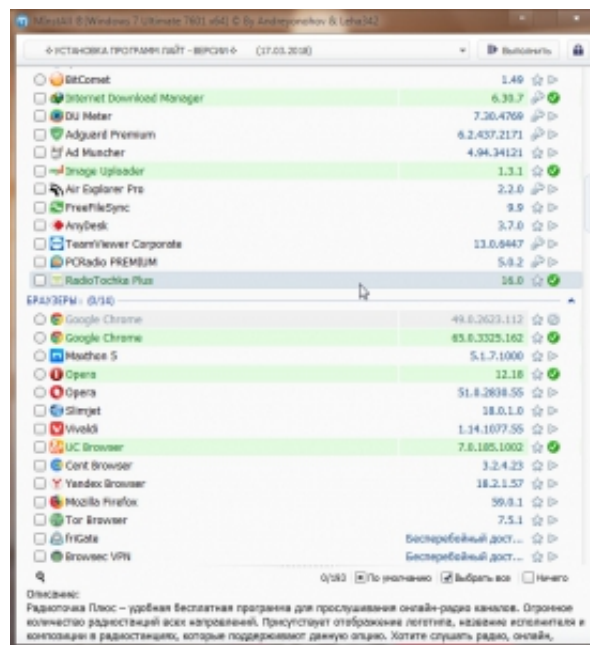 MInstAll 8 (Windows 7 Ultimate 7601 x64) © By Andreyonohov & Leha342
УСТАНОВКА ПРОГРАММ ЛАЙТ - ВЕРСИИ (17.03.2018) Выполнить
BitComet 1.49
Internet Download Manager 6.30.7
DU Meter 7.30.4769
Adguard Premium 6.2.437.2171
Ad Muncher 4.94.34121
Image Uploader 1.3.1
Air Explorer Pro 2.2.0
FreeFileSync 9.9
AnyDesk 3.7.0
TeamViewer Corporate 13.0.6447
PCRadio PREMIUM 5.0.2
RadioTochka Plus 16.0
БРАУЗЕРЫ: (0/14)
Google Chrome 49.0.2623.112
Google Chrome 65.0.3325.162
Maxthon 5 5.1.7.1000
Opera 12.18
Opera 51.0.2830.55
Slimjet 18.0.1.0
Vivaldi 1.14.1077.55
UC Browser 7.0.185.1002
Cent Browser 3.2.4.23
Yandex Browser 18.2.1.57
Mozilla Firefox 59.0.1
Tor Browser 7.5.1
friGate Бесперебойный дост...
Browsec VPN Бесперебойный дост...
0/193 По умолчанию Выбрать все Ничего
Описание:
Радиоточка Плюс – удобная бесплатная программа для прослушивания онлайн-радио каналов. Огромное
количество радиостанций всех направлений. Присутствует отображение логотипа, название исполнителя и
композиции в радиостанциях, которые поддерживают данную опцию. Хотите слушать радио, онлайн,